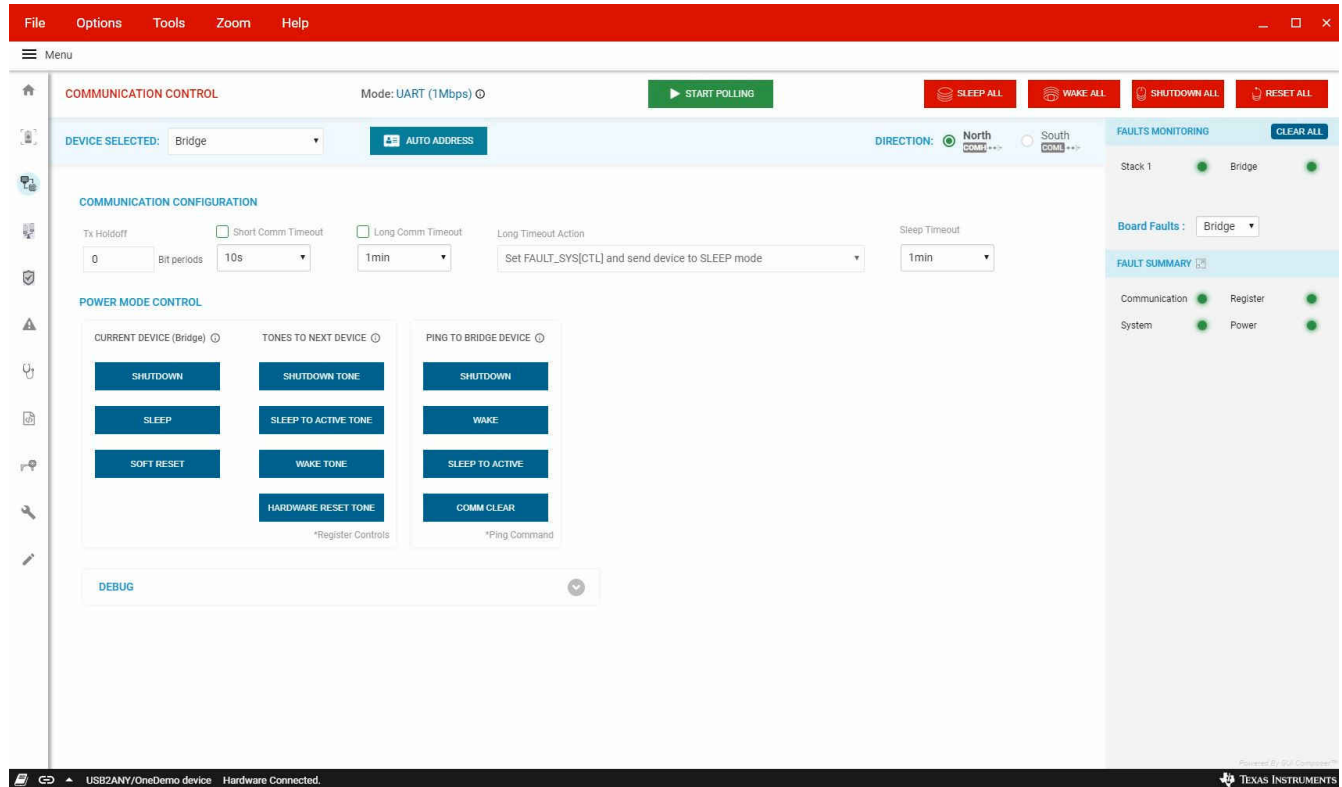 File Options Tools Zoom Help
Menu
COMMUNICATION CONTROL Mode: UART (1Mbps) START POLLING SLEEP ALL WAKE ALL SHUTDOWN ALL RESET ALL
DEVICE SELECTED: Bridge AUTO ADDRESS DIRECTION: North COMH South COML
FAULTS MONITORING CLEAR ALL
Stack 1 Bridge
Board Faults : Bridge
FAULT SUMMARY
Communication Register
System Power
COMMUNICATION CONFIGURATION
Tx Holdoff Short Comm Timeout Long Comm Timeout Long Timeout Action Sleep Timeout
0 Bit periods 10s 1min Set FAULT_SYS[CTL] and send device to SLEEP mode 1min
POWER MODE CONTROL
CURRENT DEVICE (Bridge) TONES TO NEXT DEVICE PING TO BRIDGE DEVICE
SHUTDOWN SHUTDOWN TONE SHUTDOWN
SLEEP SLEEP TO ACTIVE TONE WAKE
SOFT RESET WAKE TONE SLEEP TO ACTIVE
HARDWARE RESET TONE COMM CLEAR
*Register Controls *Ping Command
DEBUG
Powered By GUI Composer™
USB2ANY/OneDemo device Hardware Connected. TEXAS INSTRUMENTS